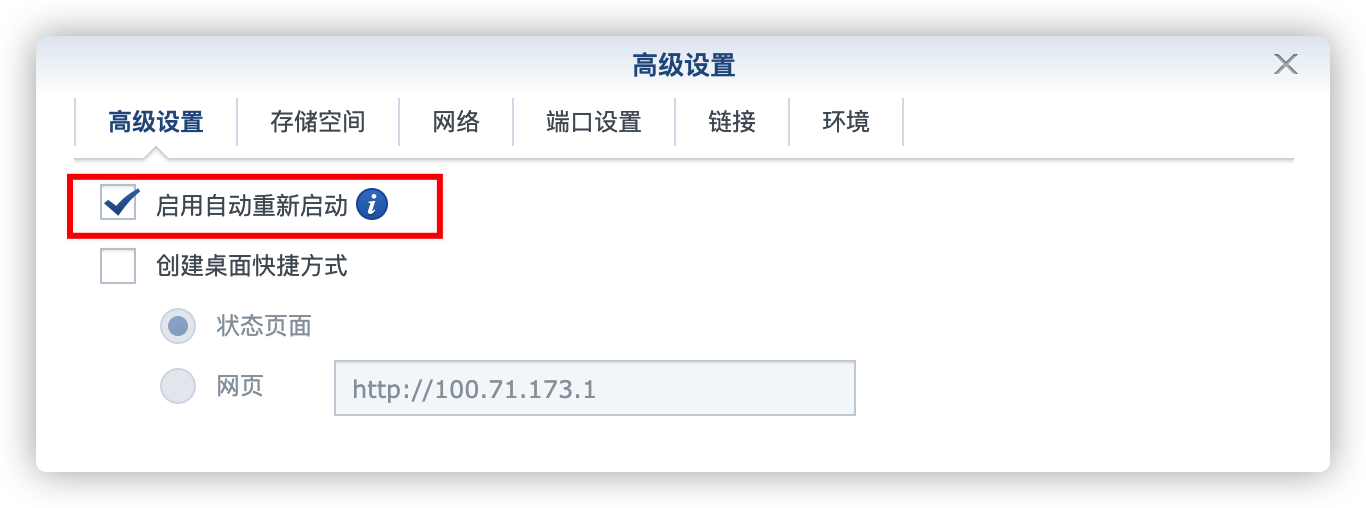 高级设置
高级设置 存储空间 网络 端口设置 链接 环境
启用自动重新启动 i
创建桌面快捷方式
状态页面
网页 http://100.71.173.1